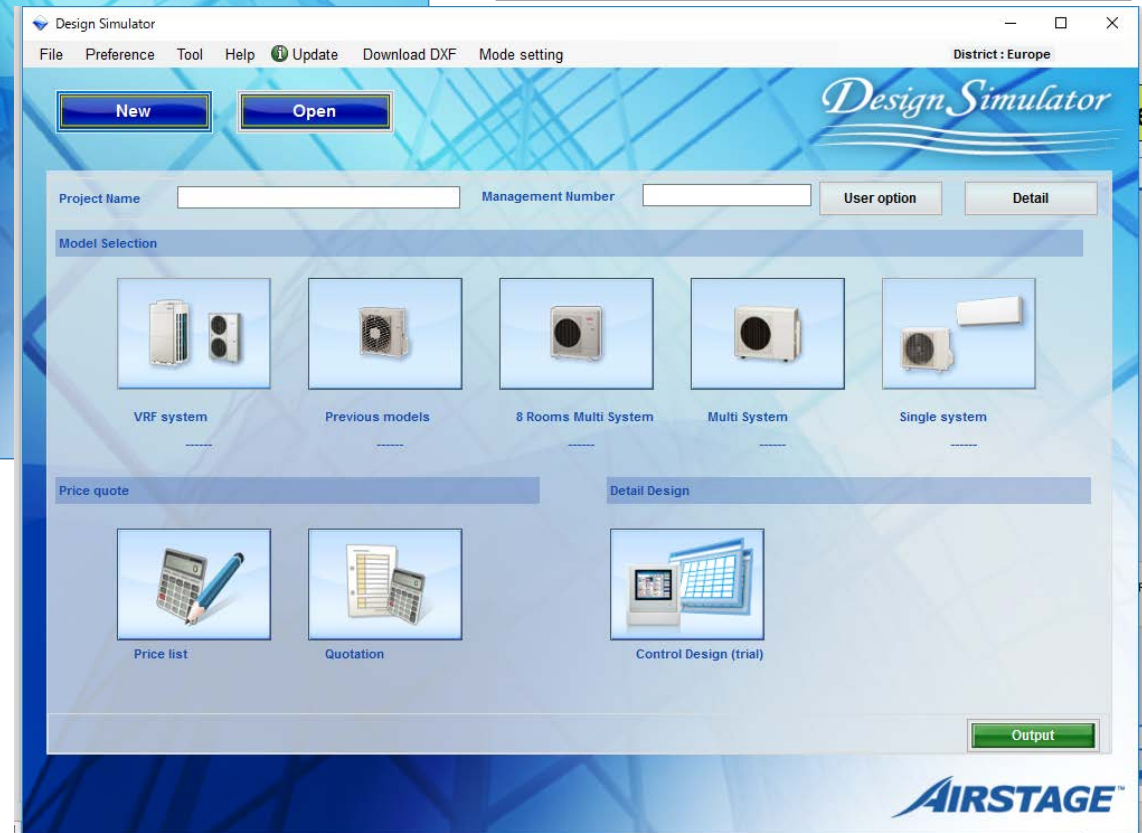 Design Simulator
File Preference Tool Help Update Download DXF Mode setting District : Europe
New Open Design Simulator
Project Name Management Number User option Detail
Model Selection
VRF system Previous models 8 Rooms Multi System Multi System Single system
------ ------ ------ ------ ------
Price quote Detail Design
Price list Quotation Control Design (trial)
Output
AIRSTAGE™